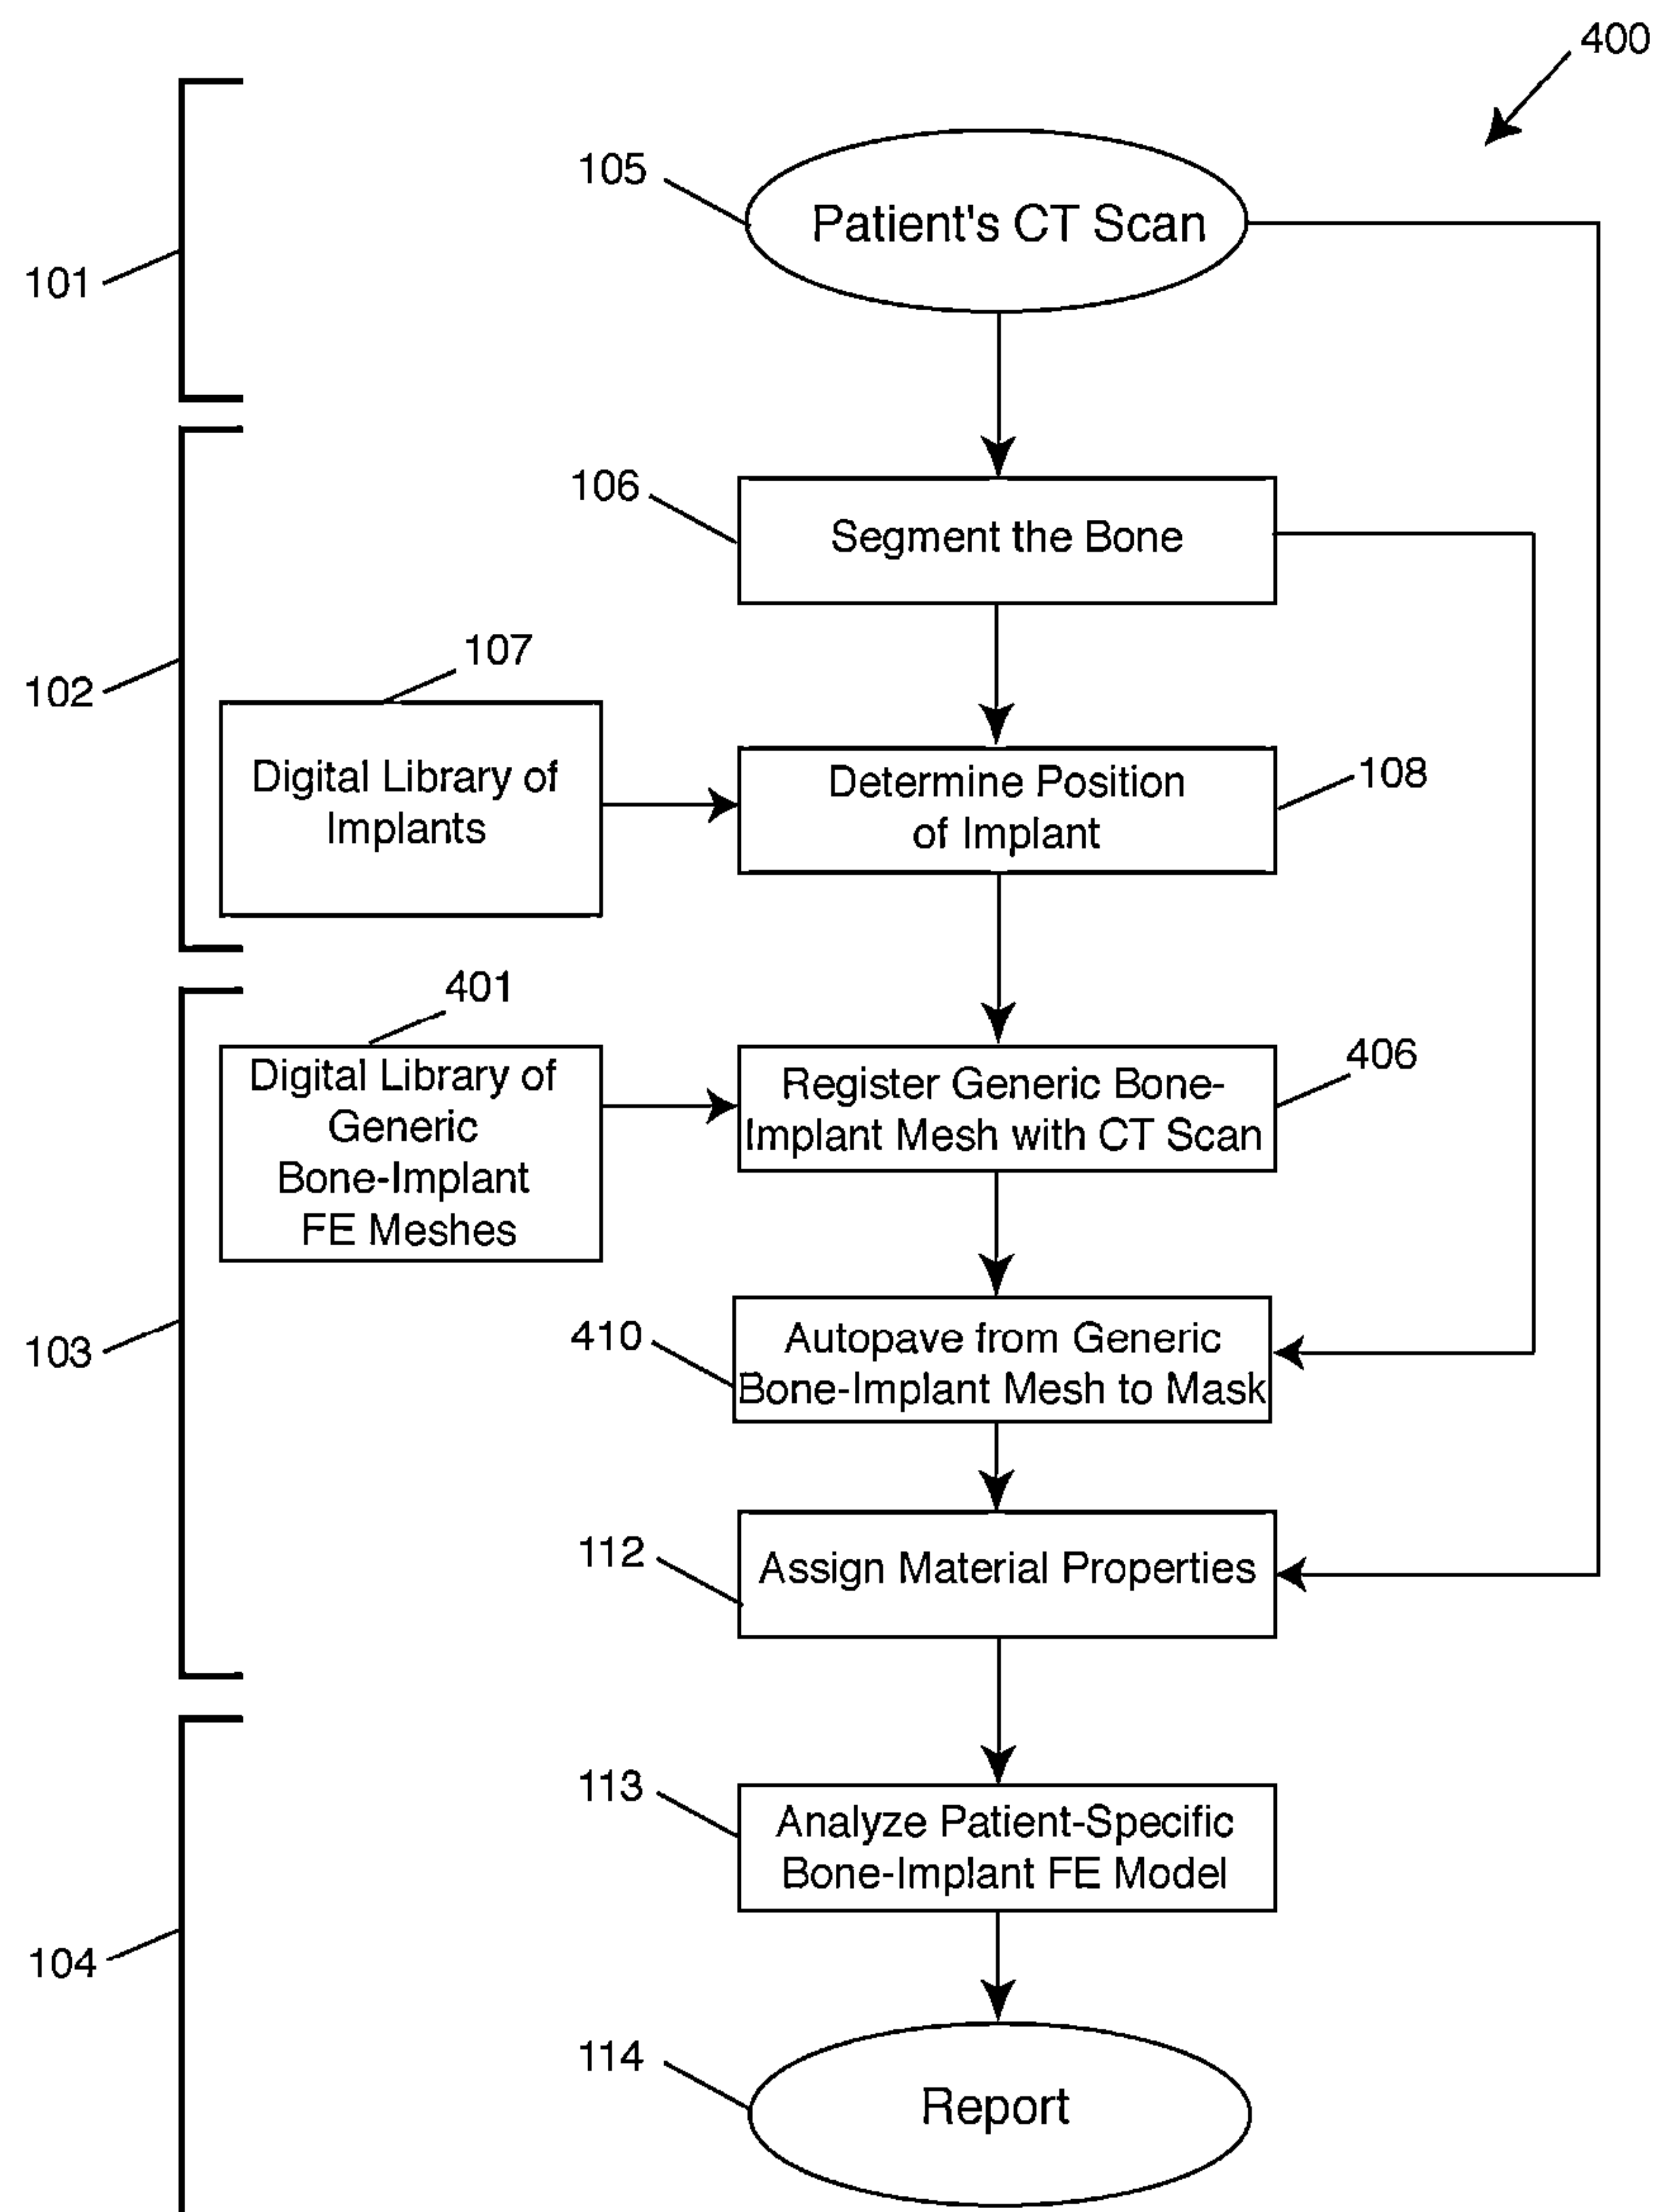 400
105
Patient's CT Scan
101
106
Segment the Bone
107
102
Digital Library of
Implants
Determine Position
of Implant
108
401
Digital Library of
Generic
Bone-Implant
FE Meshes
Register Generic Bone-
Implant Mesh with CT Scan
406
103
410
Autopave from Generic
Bone-Implant Mesh to Mask
112
Assign Material Properties
113
Analyze Patient-Specific
Bone-Implant FE Model
104
114
Report